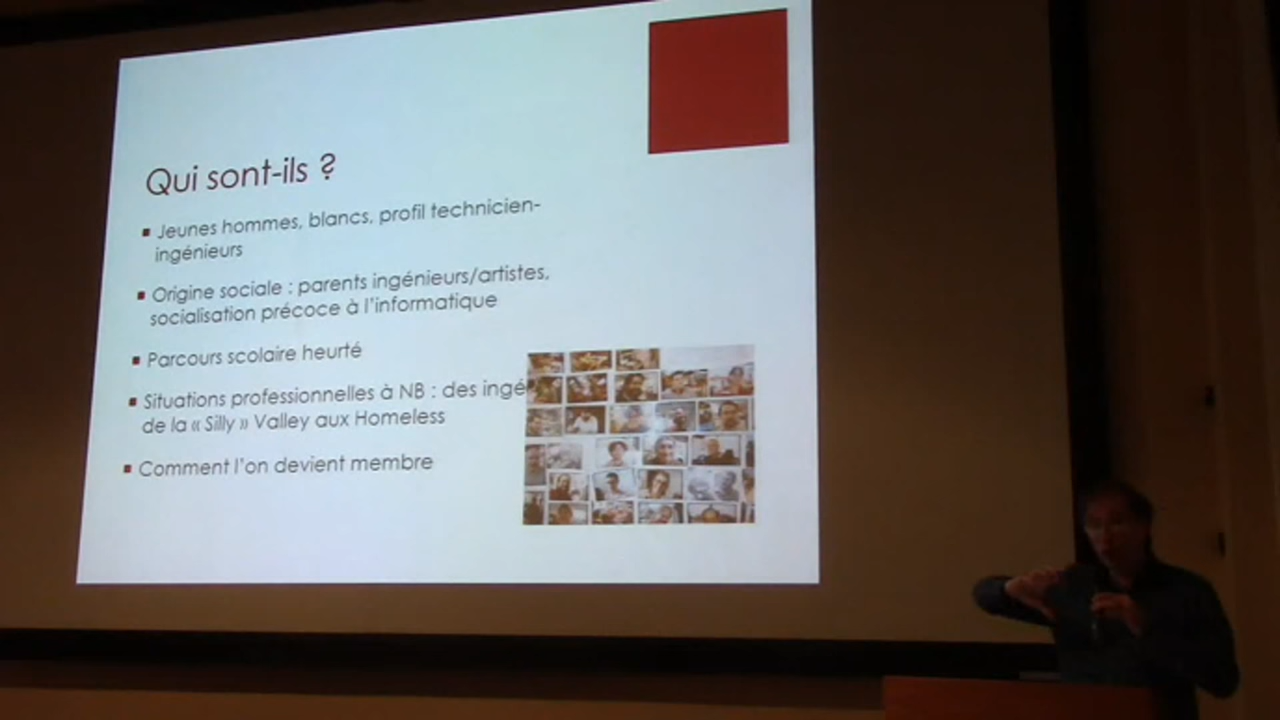 Qui sont-ils ?
Jeunes hommes, blancs, profil technicien-
ingénieurs
Origine sociale : parents ingénieurs/artistes,
socialisation précoce à l'informatique
Parcours scolaire heurté
Situations professionnelles à NB : des ingé
de la « Silly » Valley aux Homeless
Comment l'on devient membre